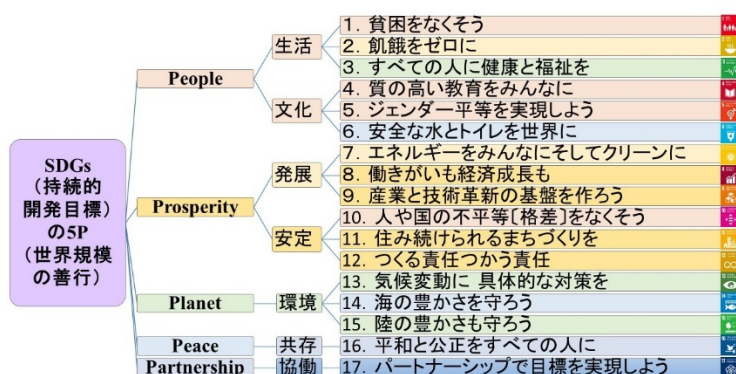 SDGs
(持続的
開発目標)
の5P
(世界規模
の善行)
People
生活
1. 貧困をなくそう
2. 飢餓をゼロに
3. すべての人に健康と福祉を
文化
4. 質の高い教育をみんなに
5. ジェンダー平等を実現しよう
6. 安全な水とトイレを世界に
Prosperity
発展
7. エネルギーをみんなにそしてクリーンに
8. 働きがいも経済成長も
9. 産業と技術革新の基盤を作ろう
安定
10. 人や国の不平等〔格差〕をなくそう
11. 住み続けられるまちづくりを
12. つくる責任つかう責任
Planet
環境
13. 気候変動に 具体的な対策を
14. 海の豊かさを守ろう
15. 陸の豊かさも守ろう
Peace
共存
16. 平和と公正をすべての人に
Partnership
協働
17. パートナーシップで目標を実現しよう